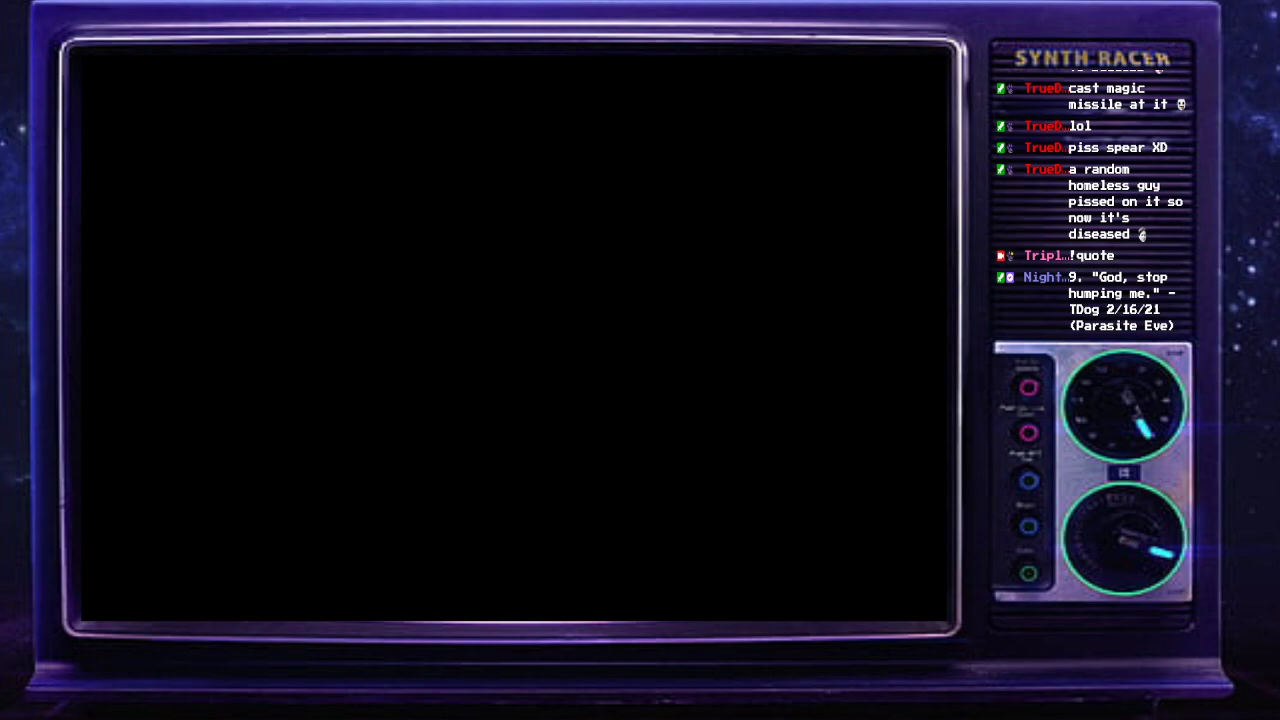 SYNTH RACER
TrueD… cast magic
missile at it
TrueD… lol
TrueD… piss spear XD
TrueD… a random
homeless guy
pissed on it so
now it's
diseased
Tripl… !quote
Night… 9. "God, stop
humping me." -
TDog 2/16/21
(Parasite Eve)